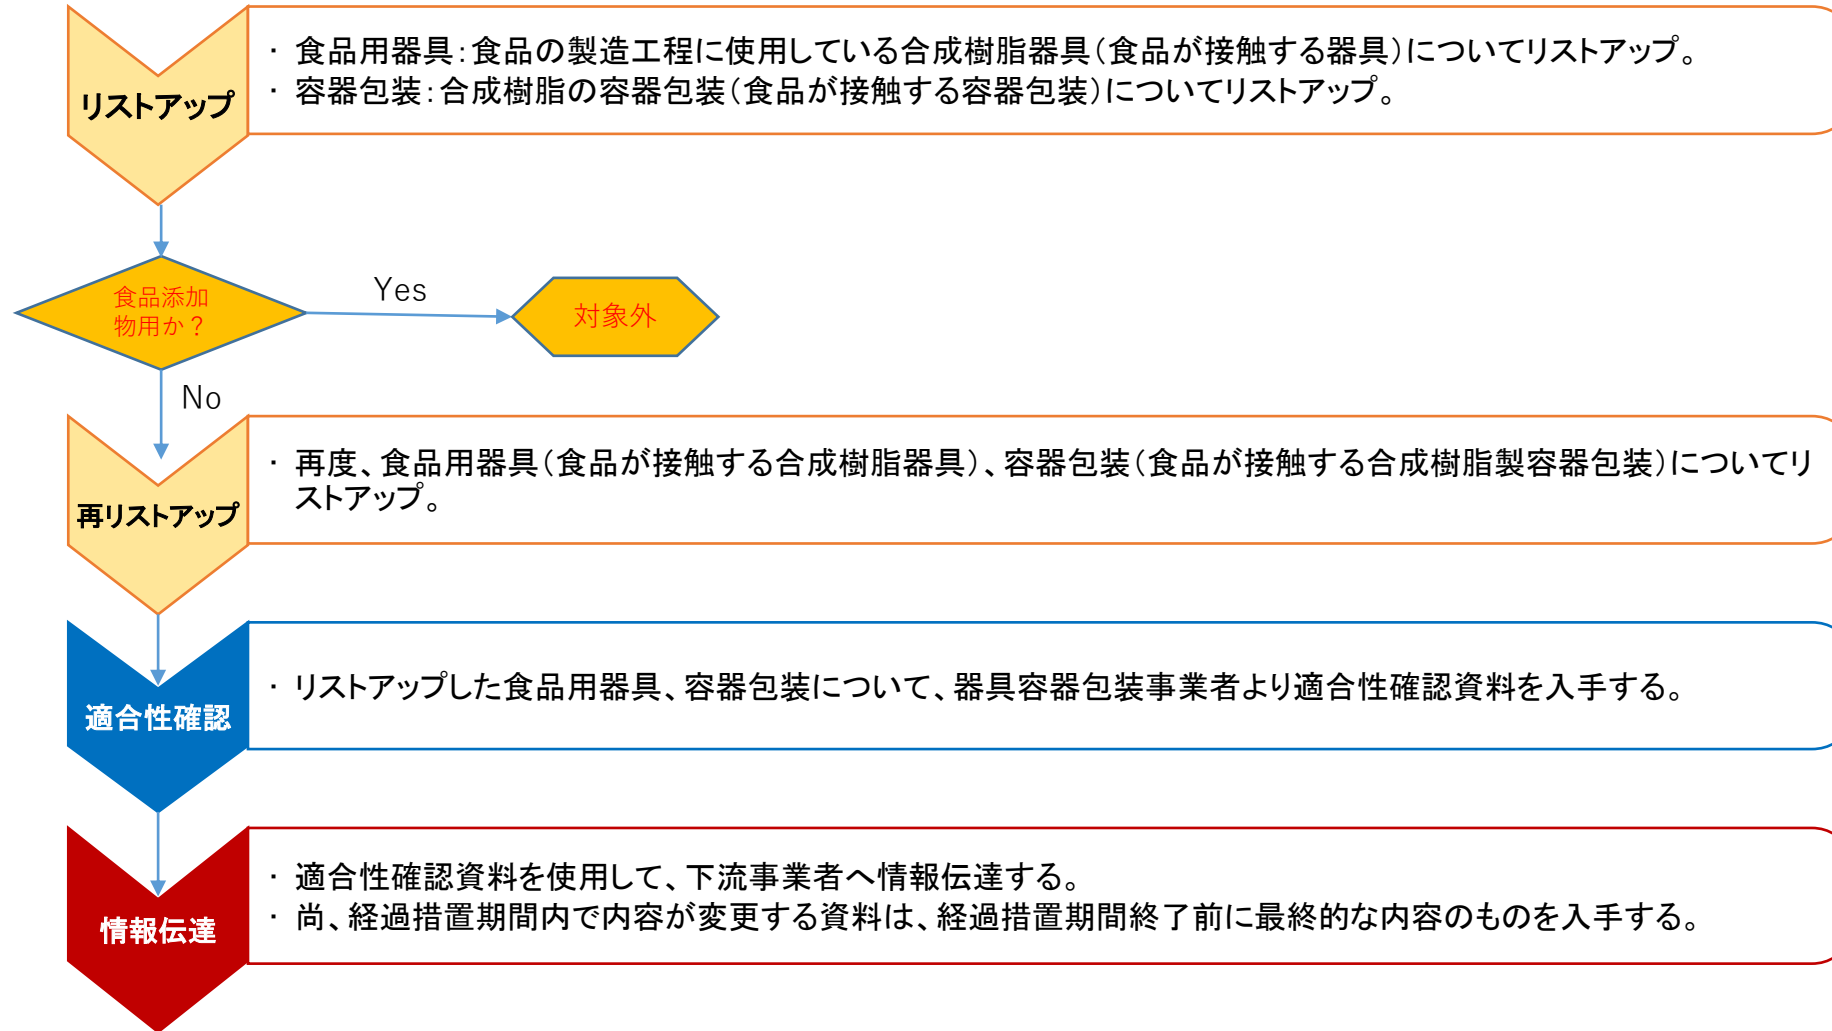 ・ 食品用器具：食品の製造工程に使用している合成樹脂器具（食品が接触する器具）についてリストアップ。
・ 容器包装：合成樹脂の容器包装（食品が接触する容器包装）についてリストアップ。
リストアップ
食品添加
物用か？
Yes
対象外
No
・ 再度、食品用器具（食品が接触する合成樹脂器具）、容器包装（食品が接触する合成樹脂製容器包装）についてリ
ストアップ。
再リストアップ
・ リストアップした食品用器具、容器包装について、器具容器包装事業者より適合性確認資料を入手する。
適合性確認
・ 適合性確認資料を使用して、下流事業者へ情報伝達する。
・ 尚、経過措置期間内で内容が変更する資料は、経過措置期間終了前に最終的な内容のものを入手する。
情報伝達